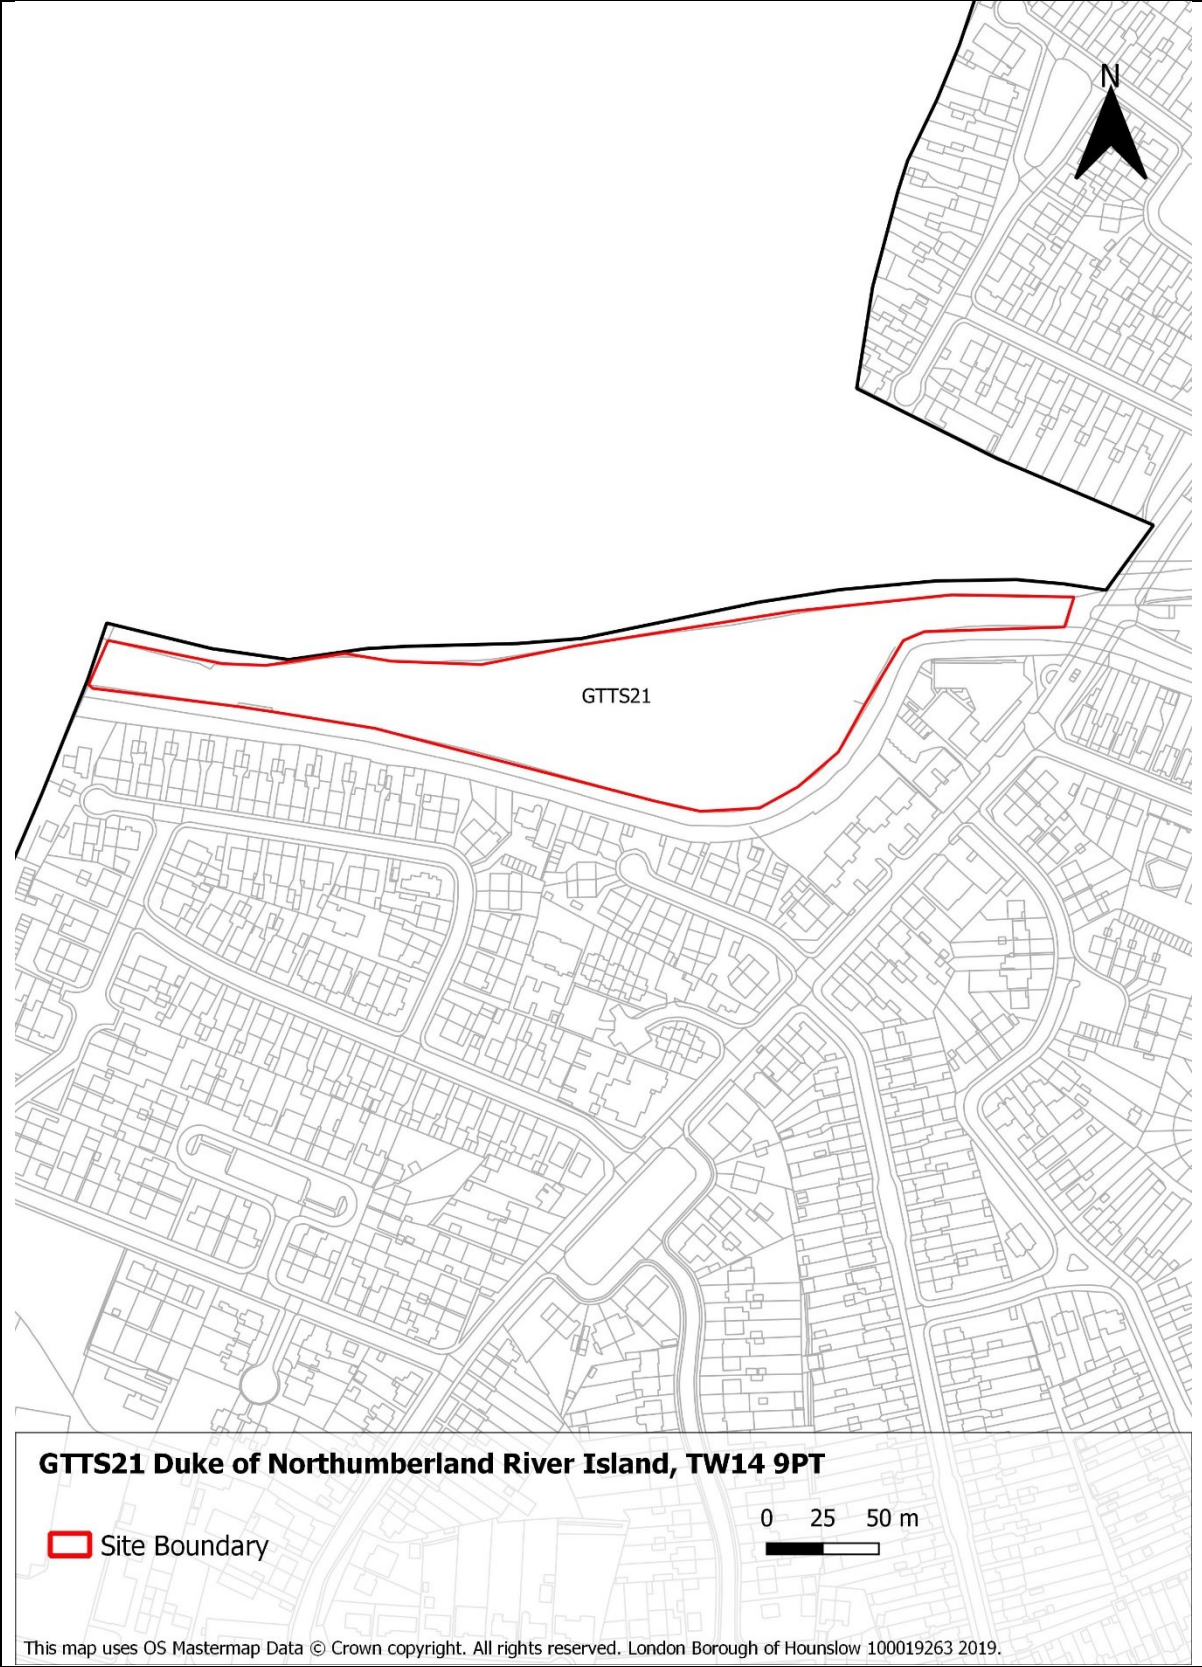 N
GTTS21
GTTS21 Duke of Northumberland River Island, TW14 9PT
0 25 50 m
Site Boundary
This map uses OS Mastermap Data © Crown copyright. All rights reserved. London Borough of Hounslow 100019263 2019.